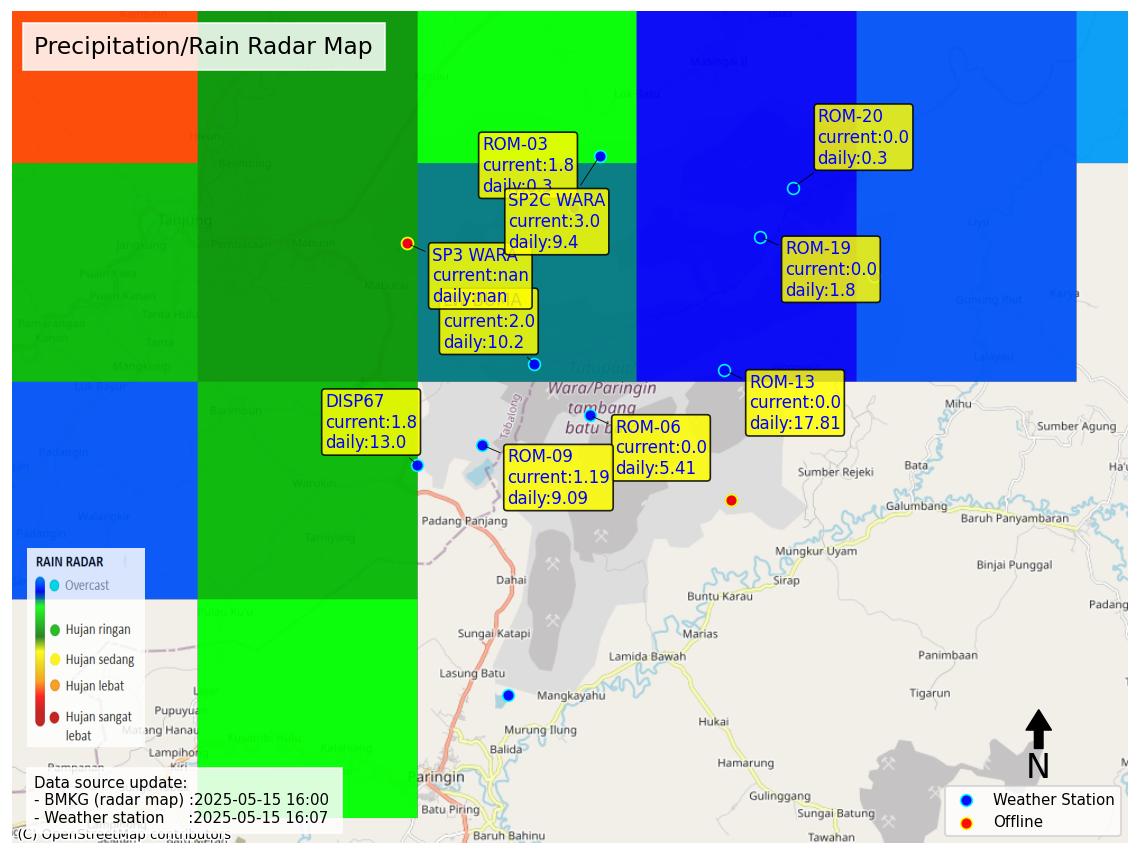 Precipitation/Rain Radar Map
ROM-20
current:0.0
daily:0.3
ROM-03
current:1.8
daily:0.3
SP2C WARA
current:3.0
daily:9.4
ROM-19
current:0.0
daily:1.8
SP3 WARA
current:nan
daily:nan
current:2.0
daily:10.2
ROM-13
current:0.0
daily:17.81
DISP67
current:1.8
daily:13.0
ROM-06
current:0.0
daily:5.41
ROM-09
current:1.19
daily:9.09
Tanjung
Maburai
Wara/Paringin
tambang
batu
Tabalong
Mihu
Sumber Agung
Bata
Sumber Rejeki
Galumbang
Baruh Panyambaran
Padang Panjang
Mungkur Uyam
Binjai Punggal
Dahai
Sirap
Buntu Karau
Padang
Sungai Katapi
Marias
Lamida Bawah
Panimbaan
Lasung Batu
Tigarun
Mangkayahu
Hukai
Murung Ilung
Balida
Hamarung
Paringin
Gulinggang
Batu Piring
Sungai Batung
Baruh Bahinu
Tawahan
RAIN RADAR
Overcast
Hujan ringan
Hujan sedang
Hujan lebat
Hujan sangat
lebat
Pupuyua
Matang Hanau
Lampihong
Kiri
Data source update:
- BMKG (radar map) :2025-05-15 16:00
- Weather station :2025-05-15 16:07
(C) OpenStreetMap contributors
N
Weather Station
Offline